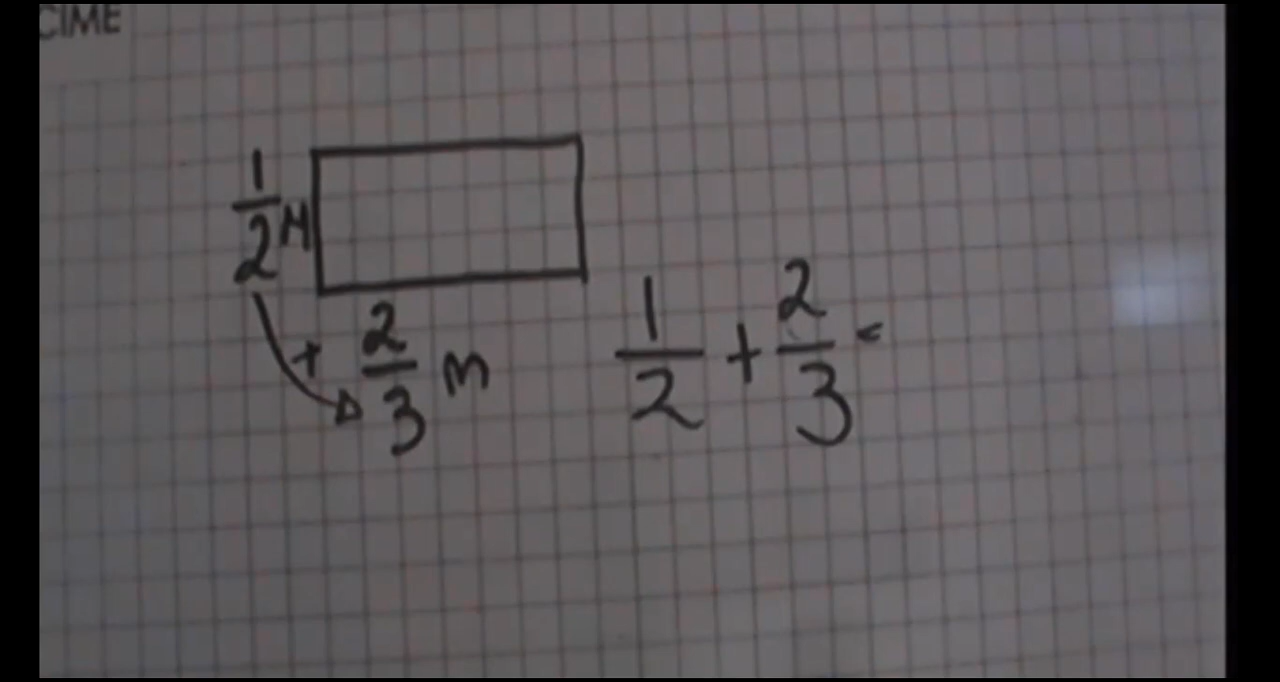 CIME
1/2 M
+ 2/3 m
1/2 + 2/3 =